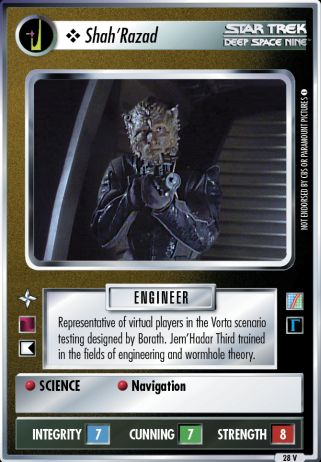 ❖ Shah'Razad
STAR TREK
DEEP SPACE NINE
NOT ENDORSED BY CBS OR PARAMOUNT PICTURES
ENGINEER
Representative of virtual players in the Vorta scenario
testing designed by Borath. Jem'Hadar Third trained
in the fields of engineering and wormhole theory.
SCIENCE
Navigation
INTEGRITY 7
CUNNING 7
STRENGTH 8
28 V